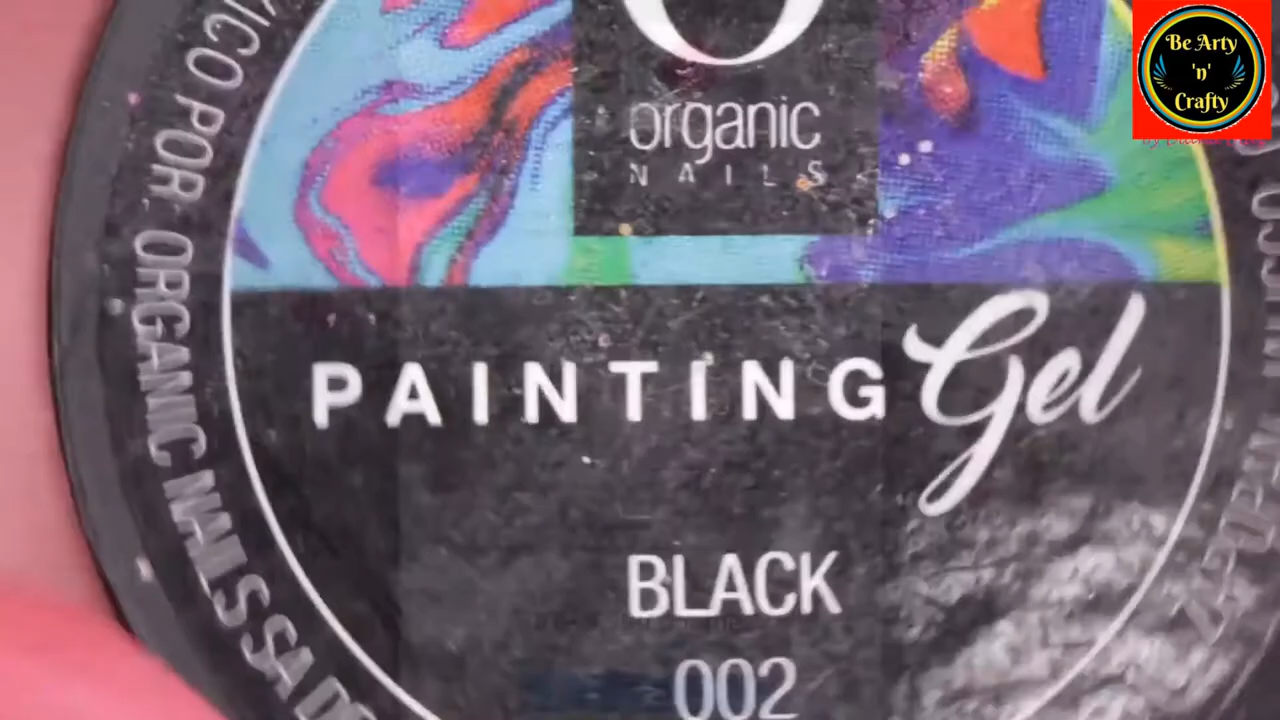 organic
NAILS
PAINTING Gel
BLACK
002
ICO POR ORGANIC NAILS SA D
Be Arty
'n'
Crafty